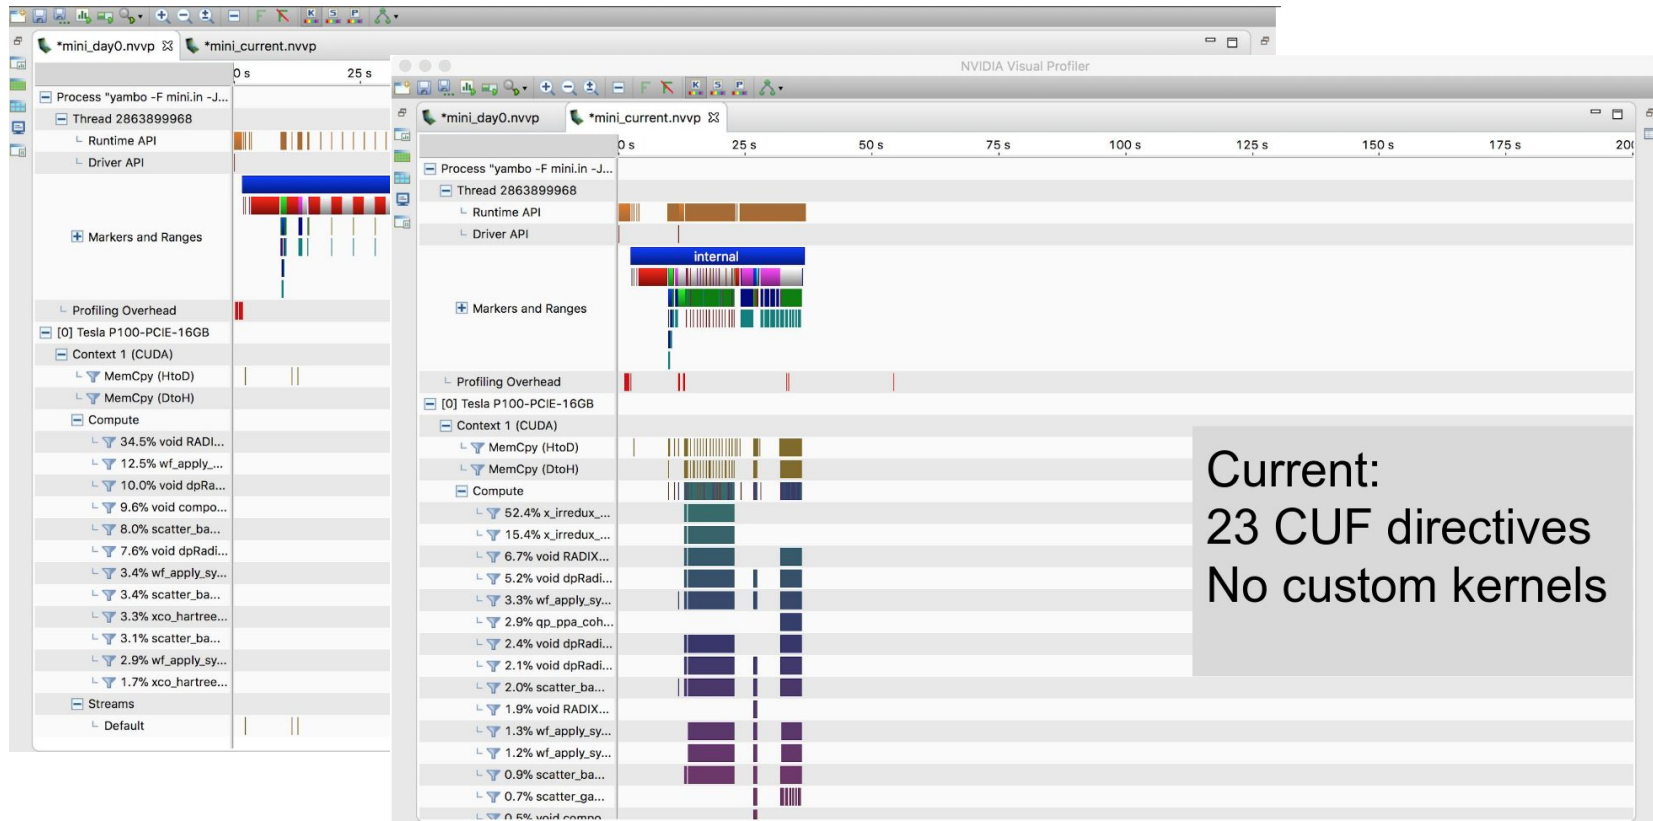 *mini_day0.nvvp
*mini_current.nvvp
0 s
25 s
Process "yambo -F mini.in -J...
Thread 2863899968
Runtime API
Driver API
Markers and Ranges
Profiling Overhead
[0] Tesla P100-PCIE-16GB
Context 1 (CUDA)
MemCpy (HtoD)
MemCpy (DtoH)
Compute
34.5% void RADI...
12.5% wf_apply_...
10.0% void dpRa...
9.6% void compo...
8.0% scatter_ba...
7.6% void dpRadi...
3.4% wf_apply_sy...
3.4% scatter_ba...
3.3% xco_hartree...
3.1% scatter_ba...
2.9% wf_apply_sy...
1.7% xco_hartree...
Streams
Default
NVIDIA Visual Profiler
*mini_day0.nvvp
*mini_current.nvvp
0 s
25 s
50 s
75 s
100 s
125 s
150 s
175 s
200
Process "yambo -F mini.in -J...
Thread 2863899968
Runtime API
Driver API
internal
Markers and Ranges
Profiling Overhead
[0] Tesla P100-PCIE-16GB
Context 1 (CUDA)
MemCpy (HtoD)
MemCpy (DtoH)
Compute
52.4% x_irredux_...
15.4% x_irredux_...
6.7% void RADIX...
5.2% void dpRadi...
3.3% wf_apply_sy...
2.9% qp_ppa_coh...
2.4% void dpRadi...
2.1% void dpRadi...
2.0% scatter_ba...
1.9% void RADIX...
1.3% wf_apply_sy...
1.2% wf_apply_sy...
0.9% scatter_ba...
0.7% scatter_ga...
0.5% void compo
Current:
23 CUF directives
No custom kernels